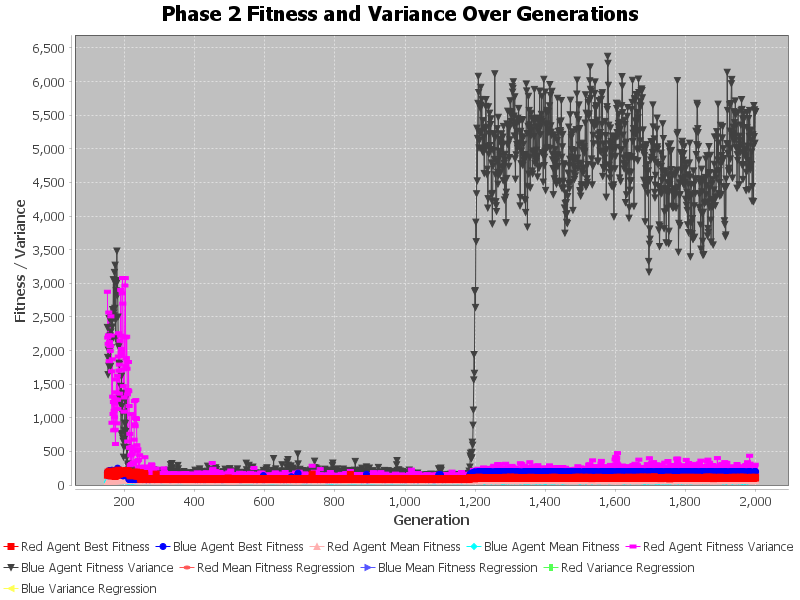 Phase 2 Fitness and Variance Over Generations
Fitness / Variance
6,500
6,000
5,500
5,000
4,500
4,000
3,500
3,000
2,500
2,000
1,500
1,000
500
0
200 400 600 800 1,000 1,200 1,400 1,600 1,800 2,000
Generation
Red Agent Best Fitness Blue Agent Best Fitness Red Agent Mean Fitness Blue Agent Mean Fitness Red Agent Fitness Variance
Blue Agent Fitness Variance Red Mean Fitness Regression Blue Mean Fitness Regression Red Variance Regression
Blue Variance Regression